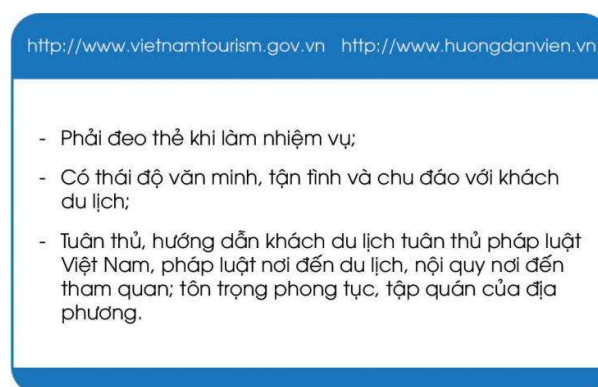 http://www.vietnamtourism.gov.vn http://www.huongdanvien.vn
- Phải đeo thẻ khi làm nhiệm vụ;
- Có thái độ văn minh, tận tình và chu đáo với khách
du lịch;
- Tuân thủ, hướng dẫn khách du lịch tuân thủ pháp luật
Việt Nam, pháp luật nơi đến du lịch, nội quy nơi đến
tham quan; tôn trọng phong tục, tập quán của địa
phương.